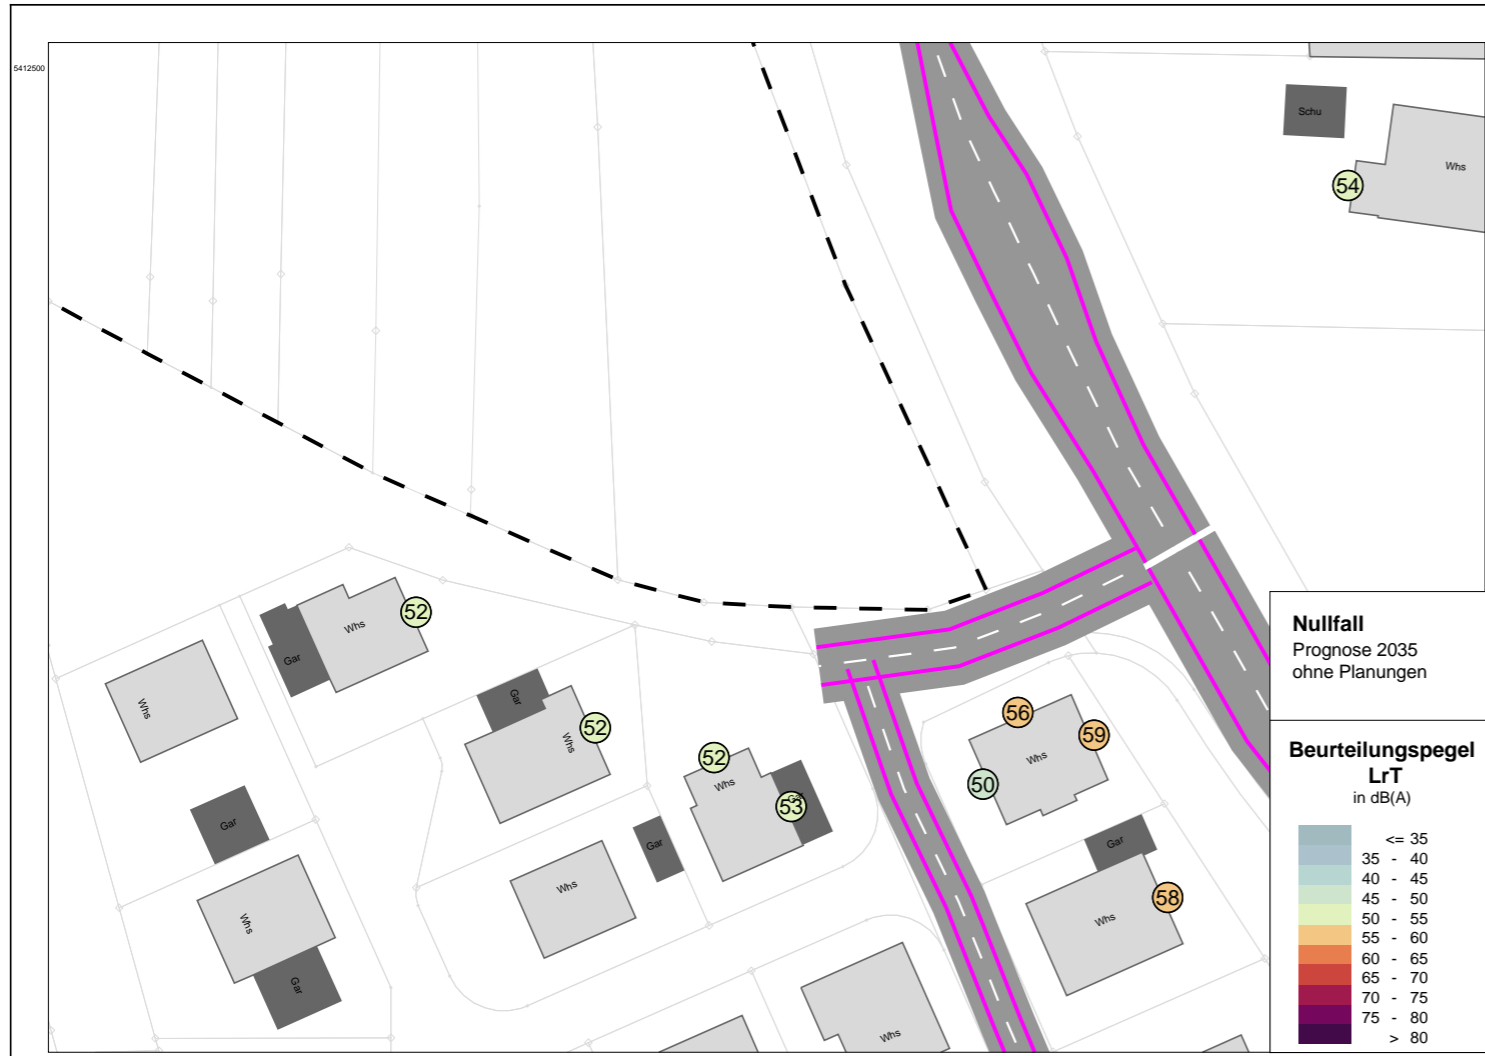 5412500
Schu
Whs
54
52
Whs
Gar
Whs
Gar
52
Whs
52
Whs
Gar
53
56
59
Whs
50
Gar
Whs
Gar
Gar
Whs
Gar
Whs
58
Whs
Whs
Nullfall
Prognose 2035
ohne Planungen
Beurteilungspegel
LrT
in dB(A)
<= 35
35 - 40
40 - 45
45 - 50
50 - 55
55 - 60
60 - 65
65 - 70
70 - 75
75 - 80
> 80